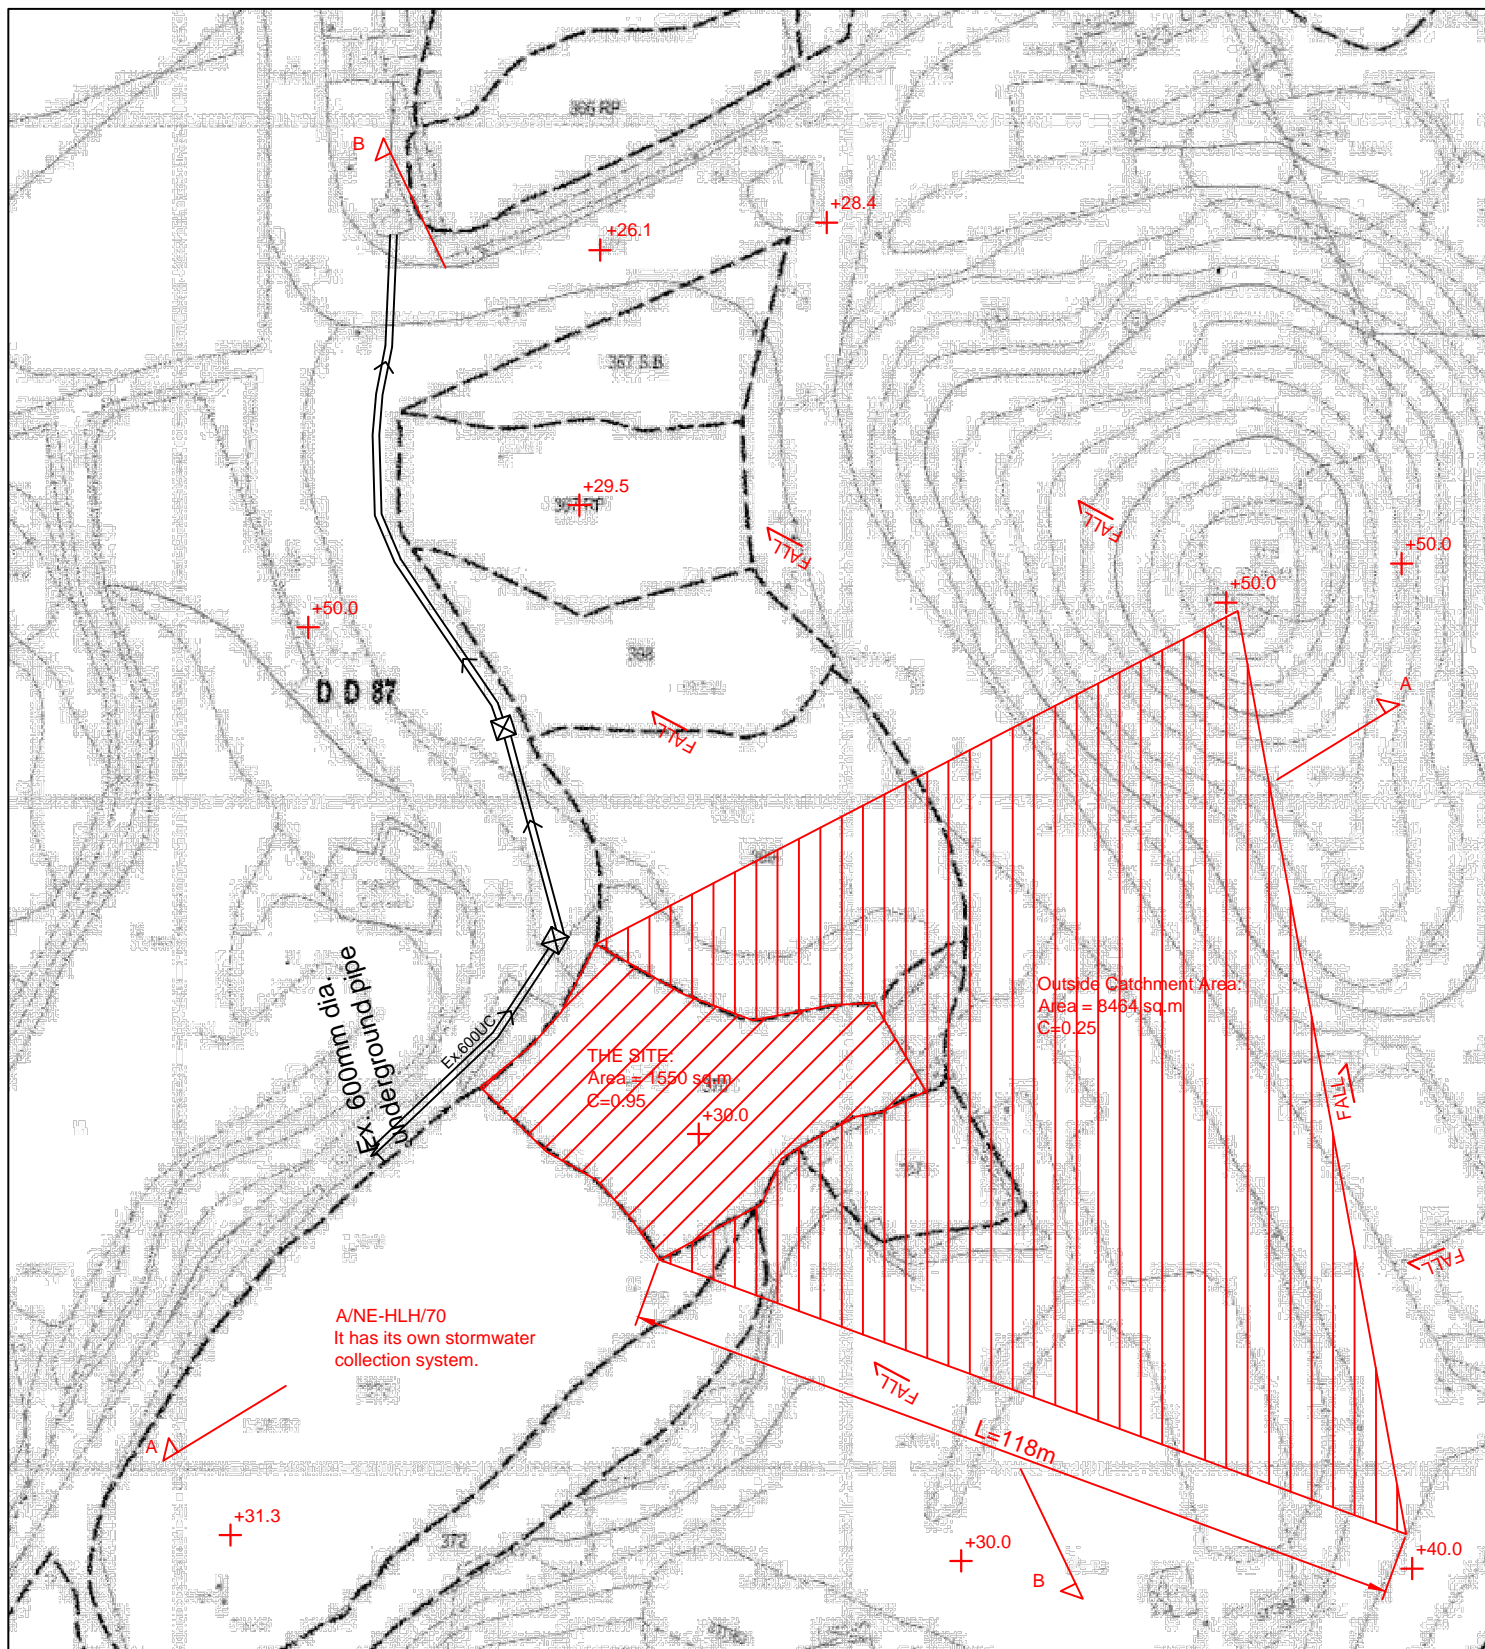 366 RP
B
+28.4
+26.1
367 S.B
+29.5
FALL
FALL
+50.0
+50.0
+50.0
398
D D 87
A
FALL
Ex. 600mm dia.
underground pipe
Ex.600UC
Outside Catchment Area:
Area = 8464 sq.m
C=0.25
THE SITE:
Area = 1550 sq.m
C=0.95
+30.0
FALL
FALL
A/NE-HLH/70
It has its own stormwater
collection system.
FALL
L=118m
A
+31.3
372
+30.0
B
+40.0